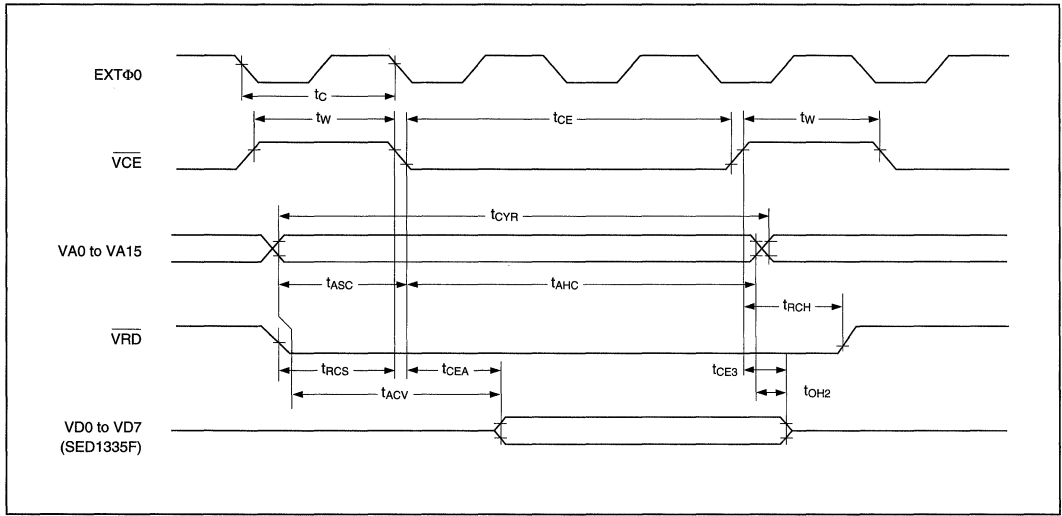 EXTΦ0
tC
tW
tCE
tW
VCE
tCYR
VA0 to VA15
tASC
tAHC
tRCH
VRD
tRCS
tCEA
tCE3
tACV
tOH2
VD0 to VD7
(SED1335F)